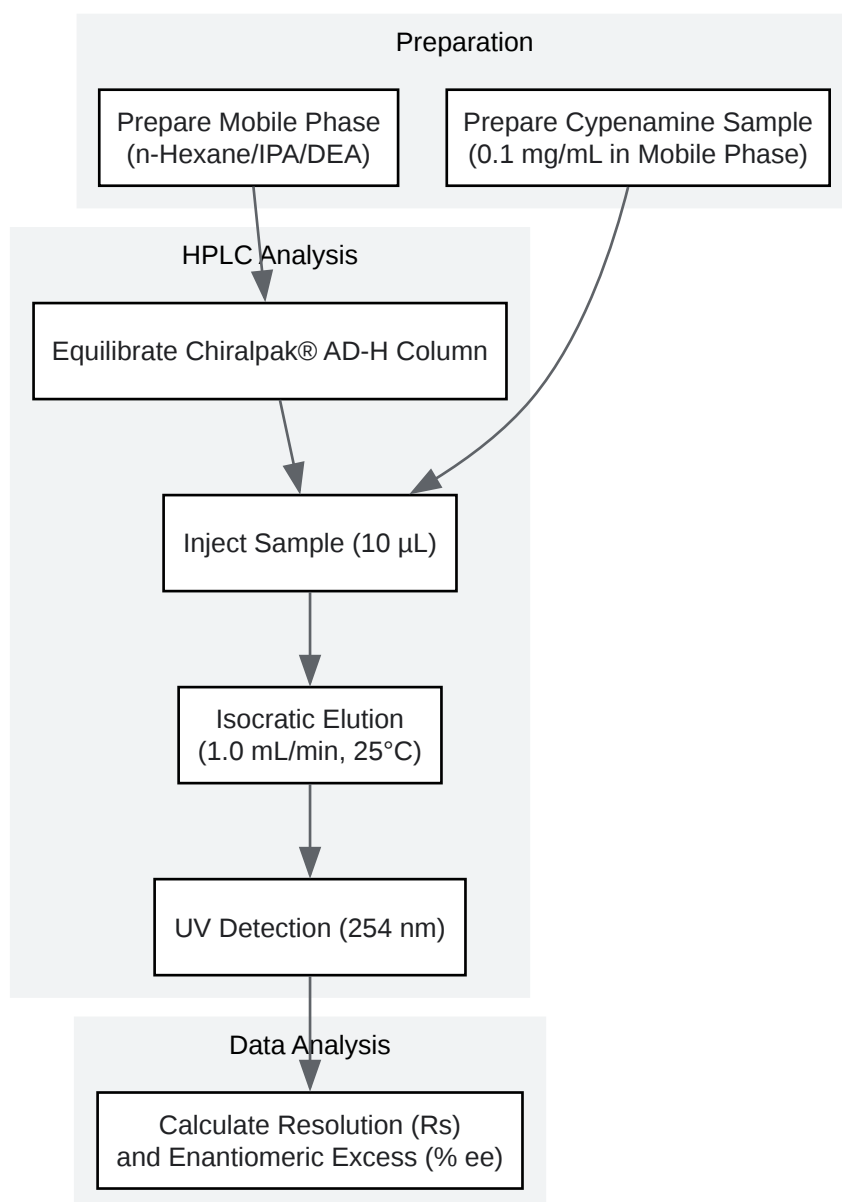 Preparation
Prepare Mobile Phase
(n-Hexane/IPA/DEA)
Prepare Cypenamine Sample
(0.1 mg/mL in Mobile Phase)
HPLC Analysis
Equilibrate Chiralpak® AD-H Column
Inject Sample (10 µL)
Isocratic Elution
(1.0 mL/min, 25°C)
UV Detection (254 nm)
Data Analysis
Calculate Resolution (Rs)
and Enantiomeric Excess (% ee)